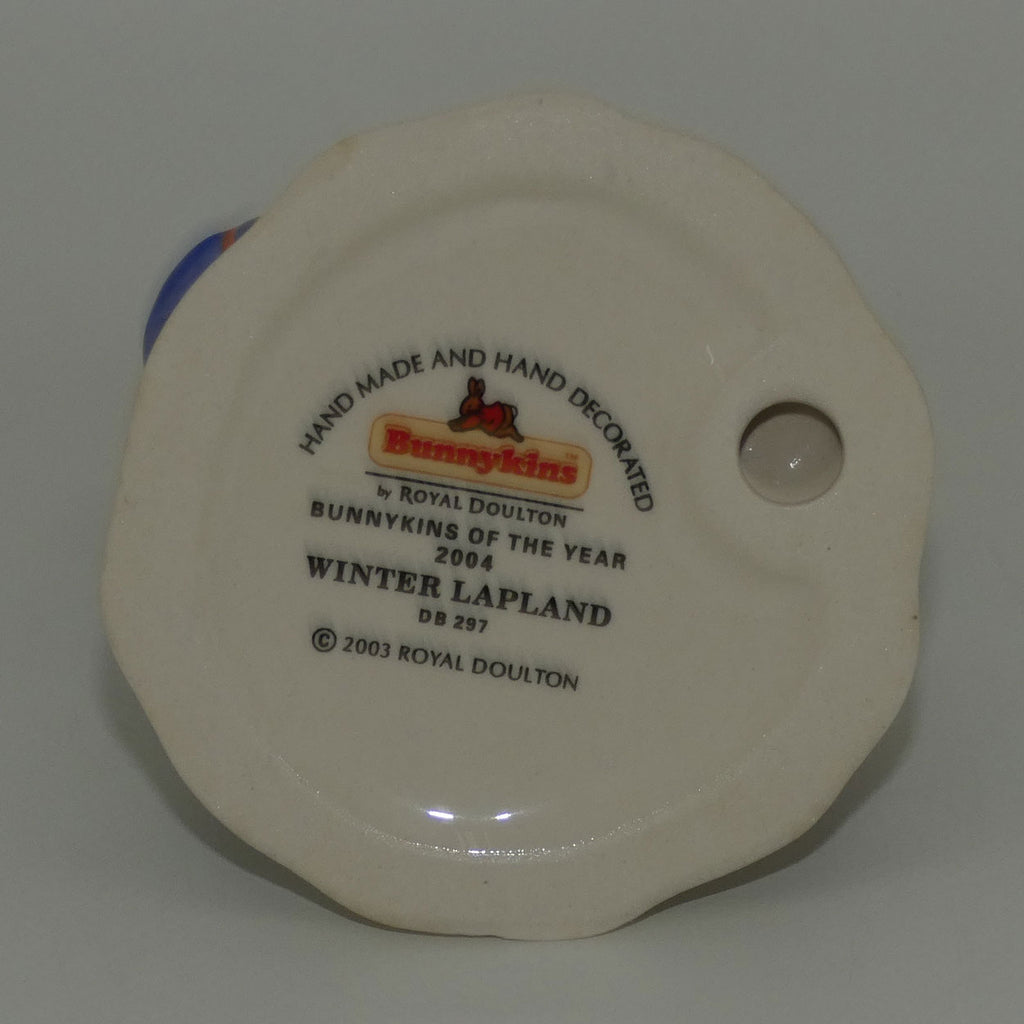 HAND MADE AND HAND DECORATED
Bunnykins™
by ROYAL DOULTON
BUNNYKINS OF THE YEAR
2004
WINTER LAPLAND
DB 297
© 2003 ROYAL DOULTON